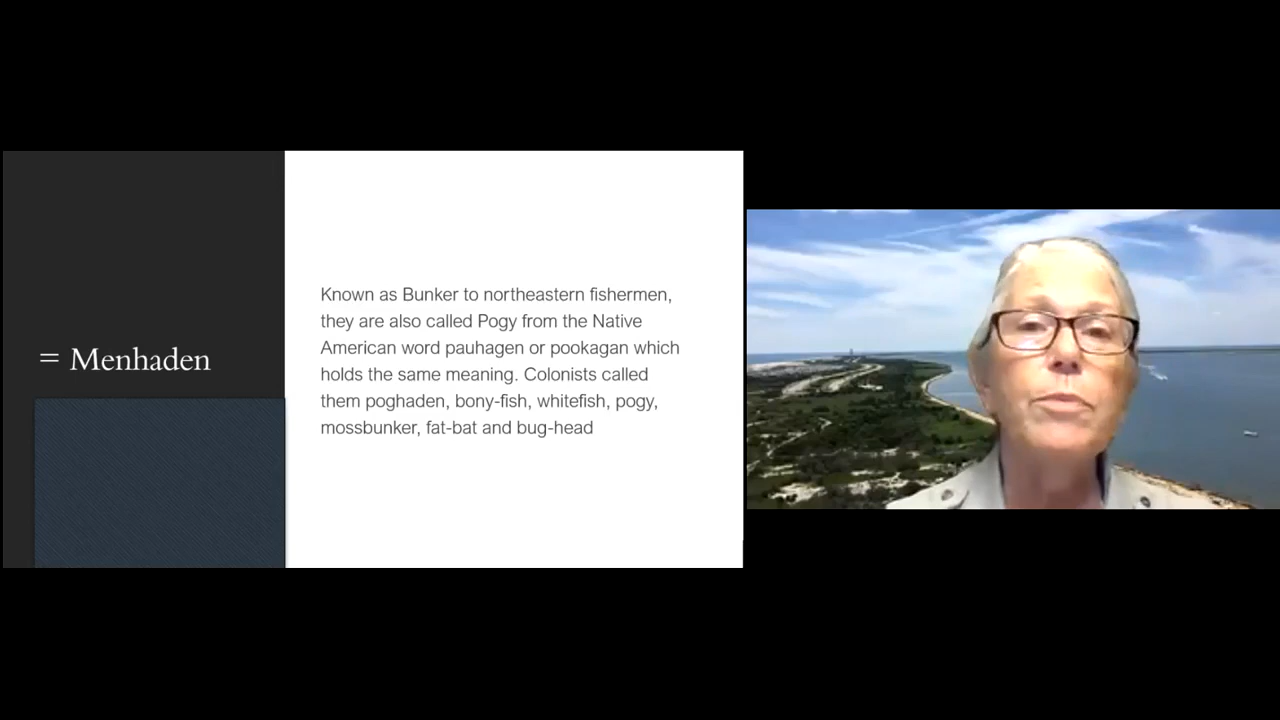 = Menhaden
Known as Bunker to northeastern fishermen,
they are also called Pogy from the Native
American word pauhagen or pookagan which
holds the same meaning. Colonists called
them poghaden, bony-fish, whitefish, pogy,
mossbunker, fat-bat and bug-head